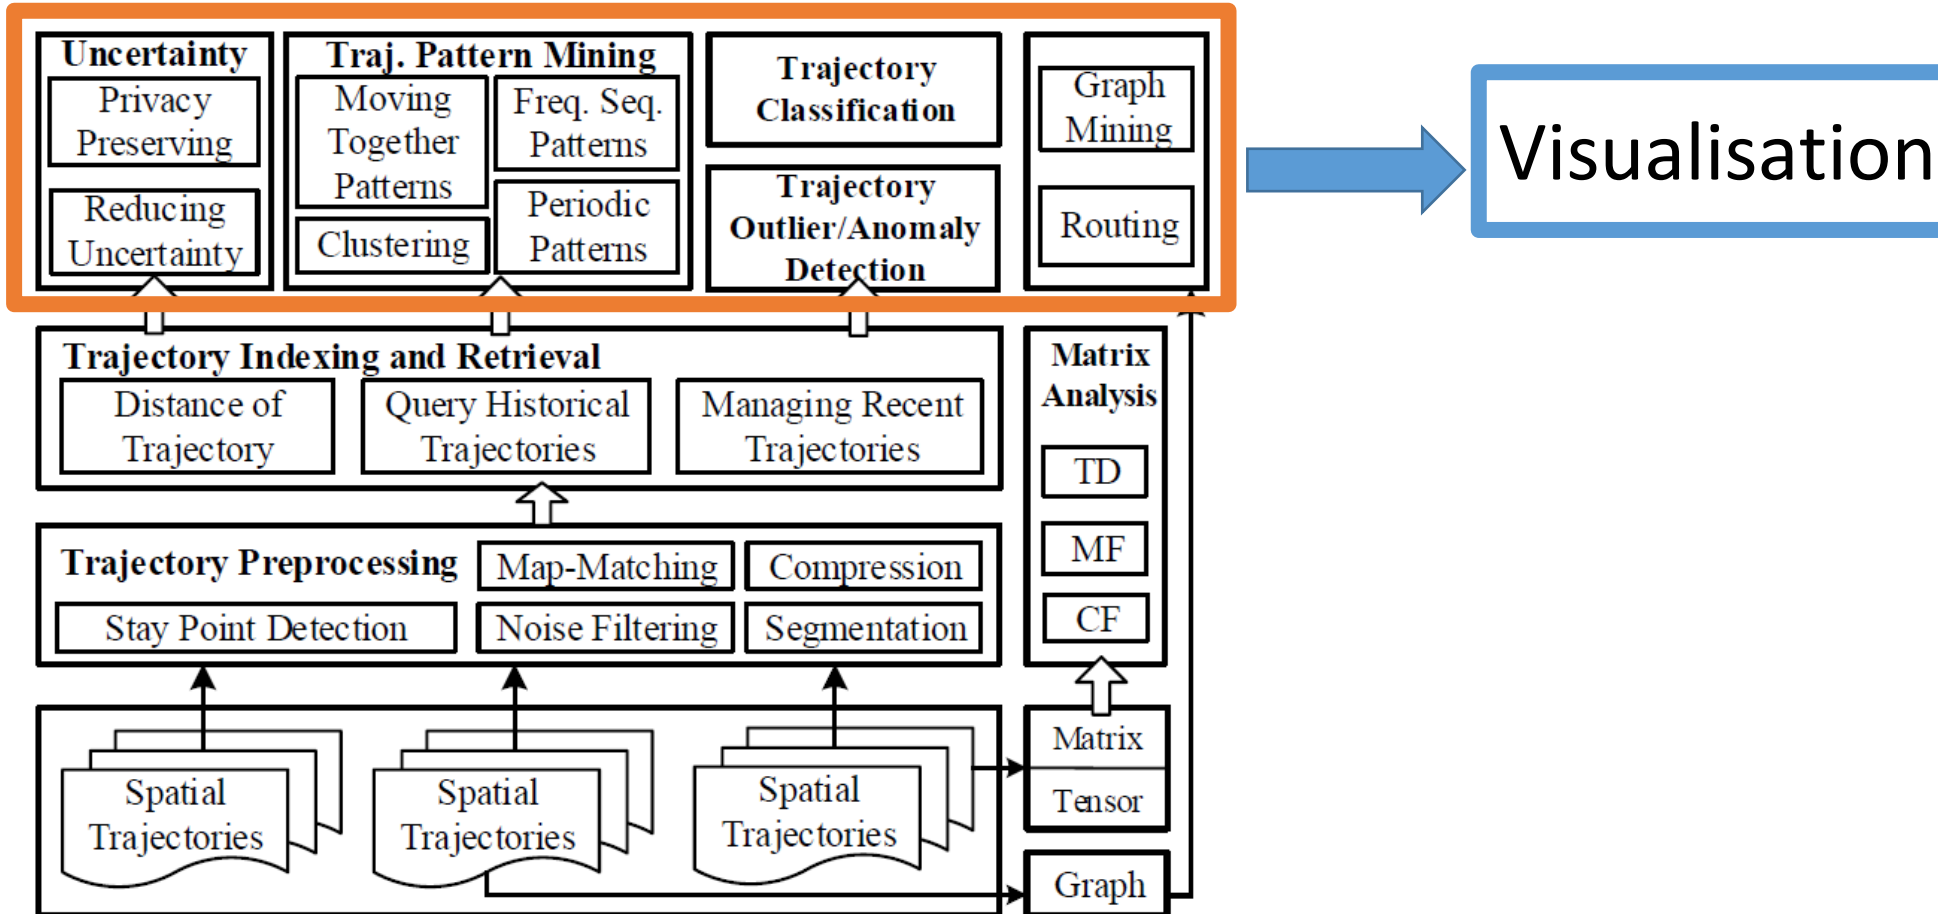 Uncertainty
Privacy
Preserving
Reducing
Uncertainty
Traj. Pattern Mining
Moving
Together
Patterns
Freq. Seq.
Patterns
Clustering
Periodic
Patterns
Trajectory
Classification
Trajectory
Outlier/Anomaly
Detection
Graph
Mining
Routing
Visualisation
Trajectory Indexing and Retrieval
Distance of
Trajectory
Query Historical
Trajectories
Managing Recent
Trajectories
Matrix
Analysis
TD
MF
CF
Trajectory Preprocessing
Map-Matching
Compression
Stay Point Detection
Noise Filtering
Segmentation
Spatial
Trajectories
Spatial
Trajectories
Spatial
Trajectories
Matrix
Tensor
Graph